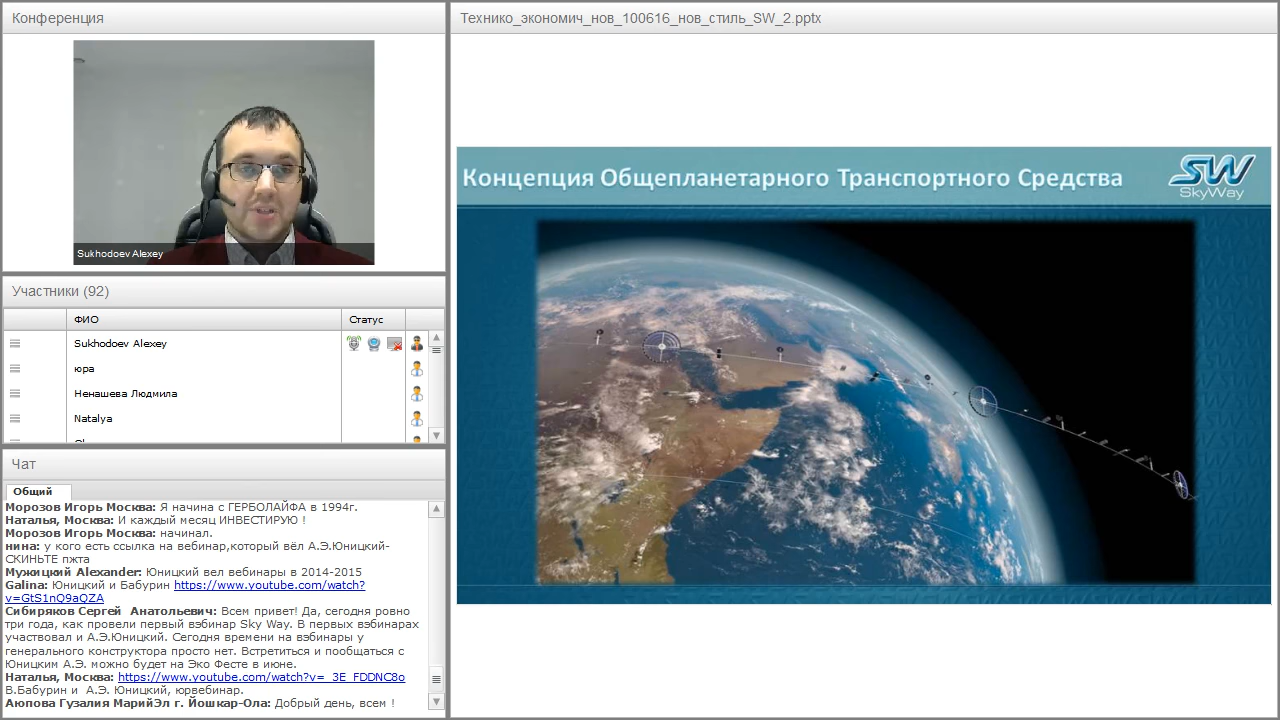 Конференция
Sukhodoev Alexey
Участники (92)
ФИО
Статус
Sukhodoev Alexey
юра
Ненашева Людмила
Natalya
Чат
Общий
Морозов Игорь Москва: Я начина с ГЕРБОЛАЙФА в 1994г.
Наталья, Москва: И каждый месяц ИНВЕСТИРУЮ !
Морозов Игорь Москва: начинал.
нина: у кого есть ссылка на вебинар,который вёл А.Э.Юницкий-
СКИНЬТЕ пжта
Мужицкий Alexander: Юницкий вел вебинары в 2014-2015
Galina: Юницкий и Бабурин https://www.youtube.com/watch?
v=GtS1nQ9aQZA
Сибиряков Сергей Анатольевич: Всем привет! Да, сегодня ровно
три года, как провели первый вэбинар Sky Way. В первых вэбинарах
участвовал и А.Э.Юницкий. Сегодня времени на вэбинары у
генерального конструктора просто нет. Встретиться и пообщаться с
Юницким А.Э. можно будет на Эко Фесте в июне.
Наталья, Москва: https://www.youtube.com/watch?v=_3E_FDDNC8o
В.Бабурин и А.Э. Юницкий, юрвебинар.
Аюпова Гузалия МарийЭл г. Йошкар-Ола: Добрый день, всем !
Технико_экономич_нов_100616_нов_стиль_SW_2.pptx
Концепция Общепланетарного Транспортного Средства
SW
SkyWay